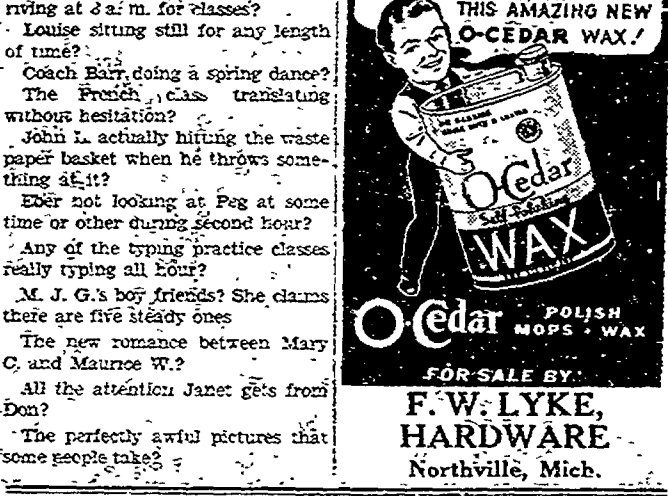 riving at 8 a. m. for classes?
Louise sitting still for any length
of time?
Coach Barr doing a spring dance?
The French class translating
without hesitation?
John L. actually hitting the waste
paper basket when he throws some-
thing at it?
Eber not looking at Peg at some
time or other during second hour?
Any of the typing practice classes
really typing all hour?
M. J. G.'s boy friends? She claims
there are five steady ones
The new romance between Mary
C. and Maurice W.?
All the attention Janet gets from
Don?
The perfectly awful pictures that
some people take?
THIS AMAZING NEW
O-CEDAR WAX!
O-Cedar
Self-Polishing
WAX
O-Cedar
POLISH
MOPS • WAX
FOR SALE BY
F. W. LYKE,
HARDWARE
Northville, Mich.